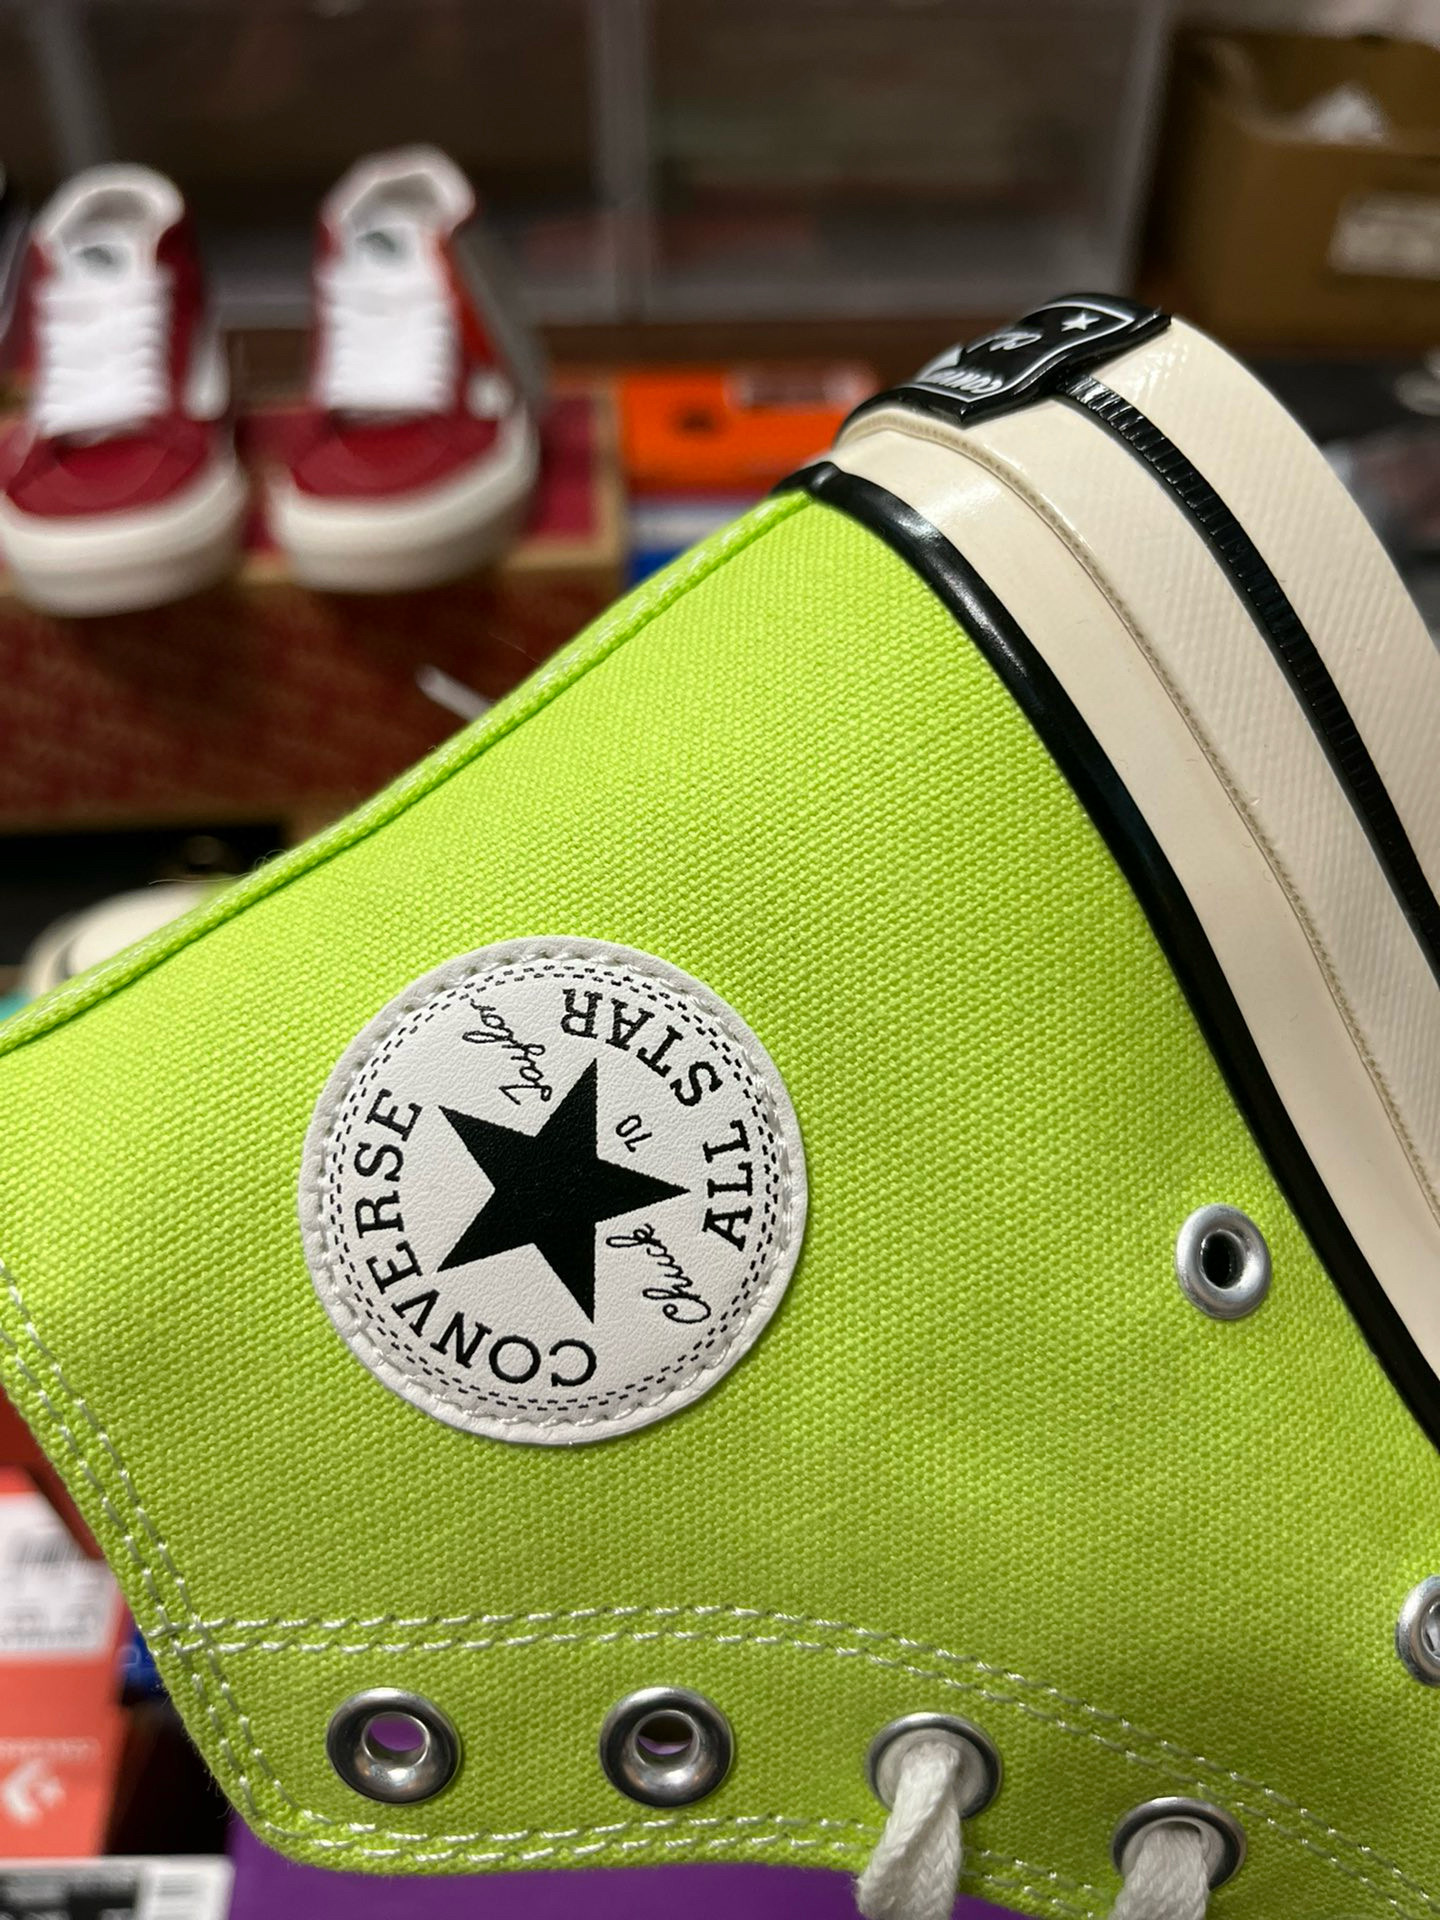 CONVERSE
ALL STAR
Chuck
70
Taylor